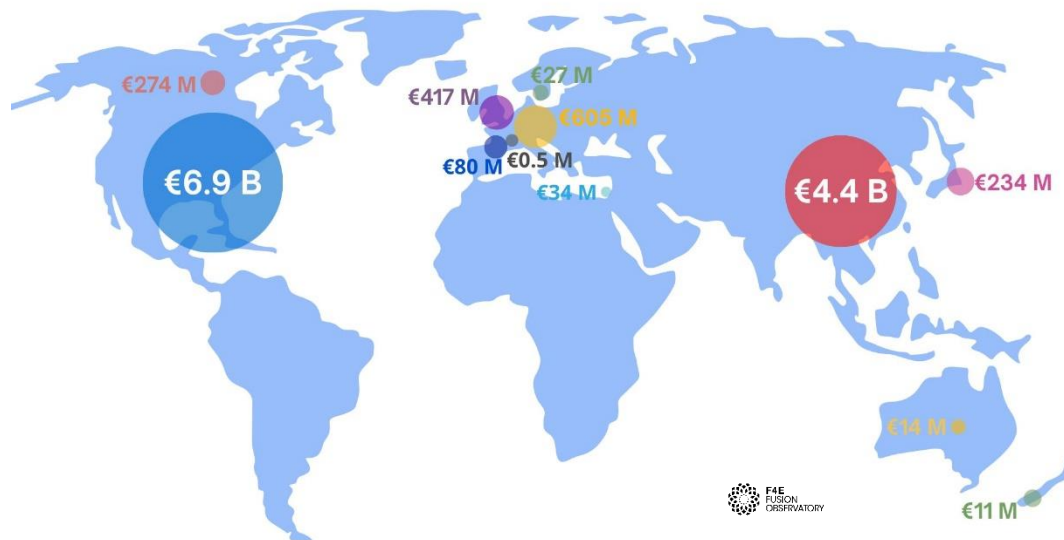 €27 M
€274 M
€417 M
€605 M
€80 M
€0.5 M
€6.9 B
€34 M
€4.4 B
€234 M
€14 M
F4E
FUSION
OBSERVATORY
€11 M